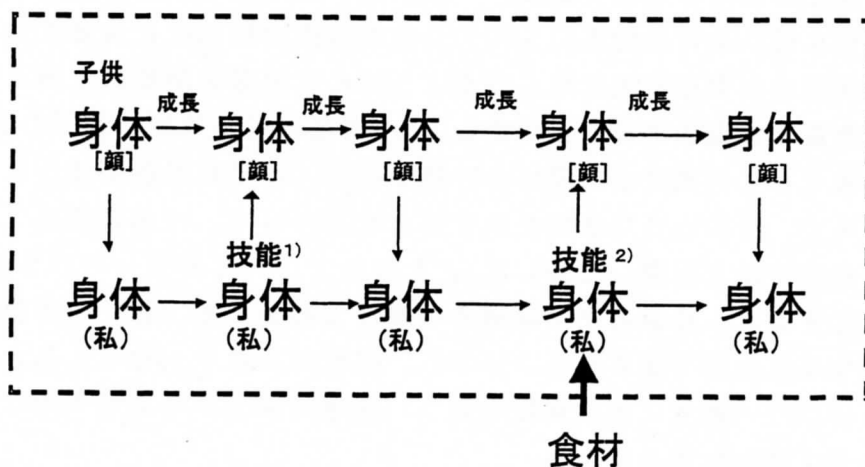 子供
成長 成長 成長 成長
身体 身体 身体 身体 身体
[顔] [顔] [顔] [顔] [顔]
技能1) 技能2)
身体 身体 身体 身体 身体
(私) (私) (私) (私) (私)
食材